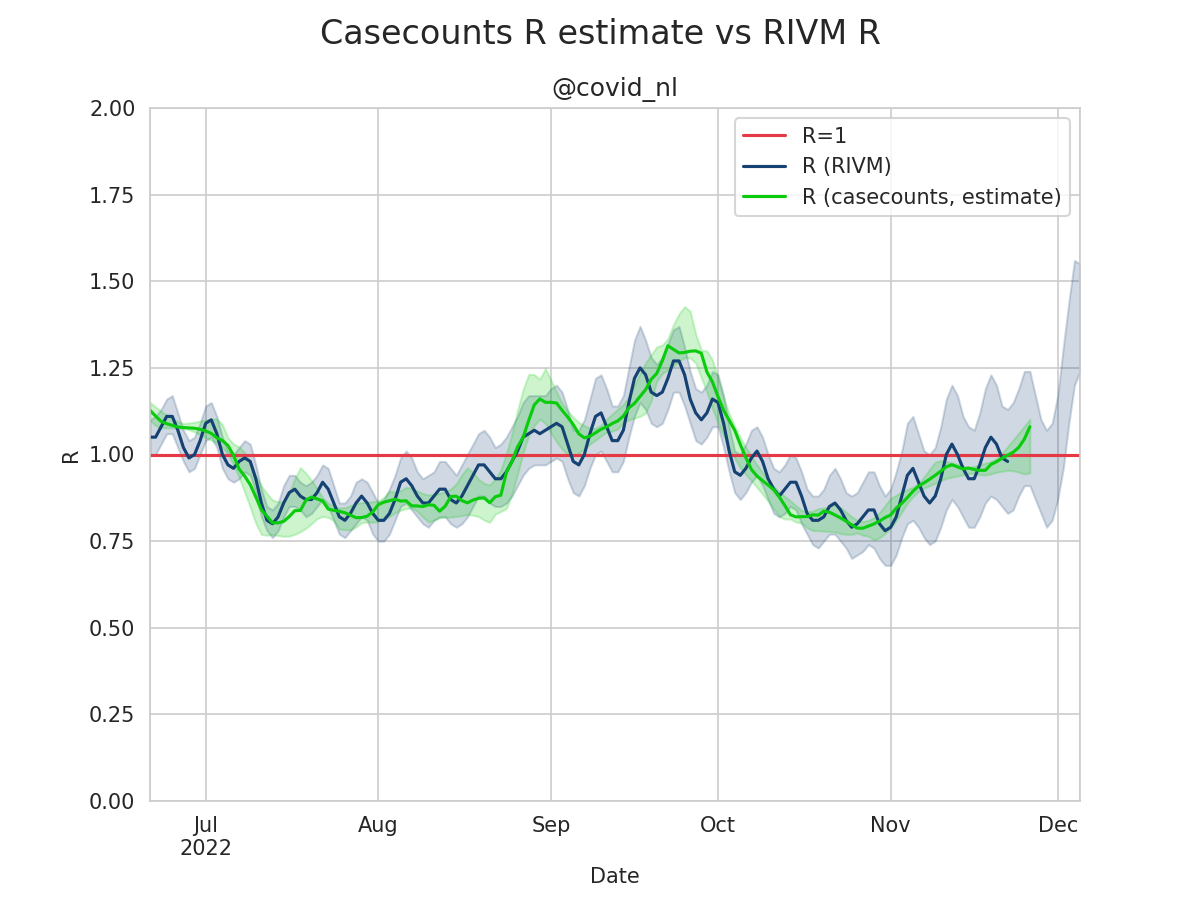 Casecounts R estimate vs RIVM R
@covid_nl
2.00
1.75
1.50
1.25
1.00
0.75
0.50
0.25
0.00
R
R=1
R (RIVM)
R (casecounts, estimate)
Jul
2022
Aug
Sep
Oct
Nov
Dec
Date